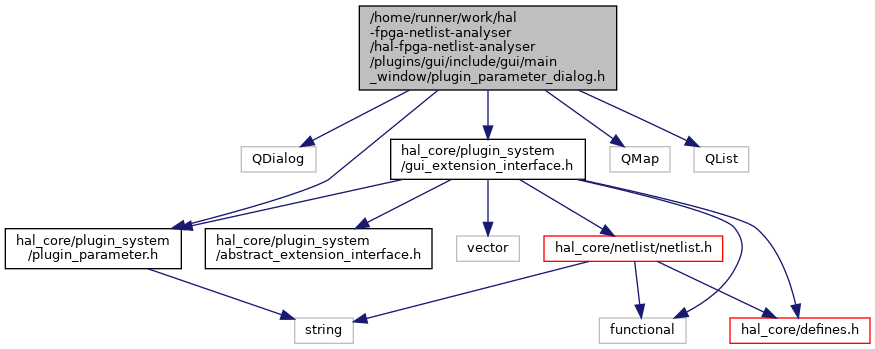 /home/runner/work/hal
-fpga-netlist-analyser
/hal-fpga-netlist-analyser
/plugins/gui/include/gui/main
_window/plugin_parameter_dialog.h
QDialog
hal_core/plugin_system
/gui_extension_interface.h
QMap
QList
hal_core/plugin_system
/plugin_parameter.h
hal_core/plugin_system
/abstract_extension_interface.h
vector
hal_core/netlist/netlist.h
string
functional
hal_core/defines.h